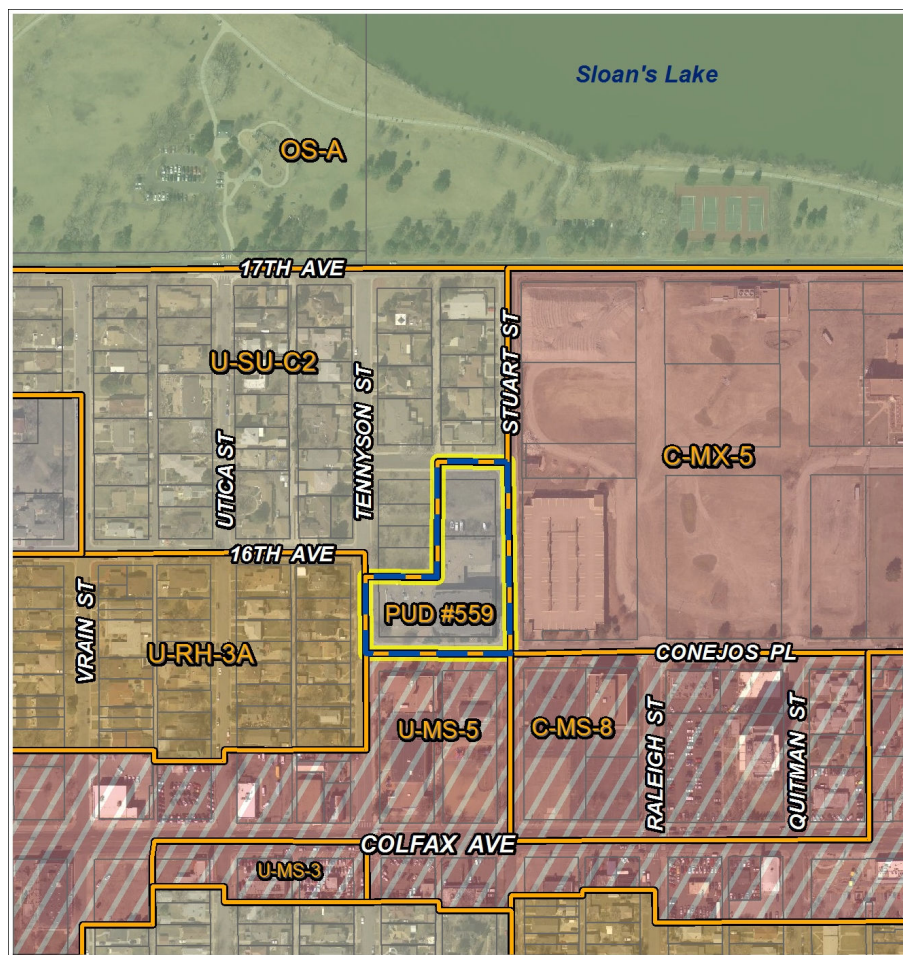 Sloan's Lake
OS-A
17TH AVE
STUART ST
U-SU-C2
TENNYSON ST
UTICA ST
C-MX-5
16TH AVE
VRAIN ST
PUD #559
U-RH-3A
CONEJOS PL
U-MS-5
C-MS-8
RALEIGH ST
QUITMAN ST
COLFAX AVE
U-MS-3